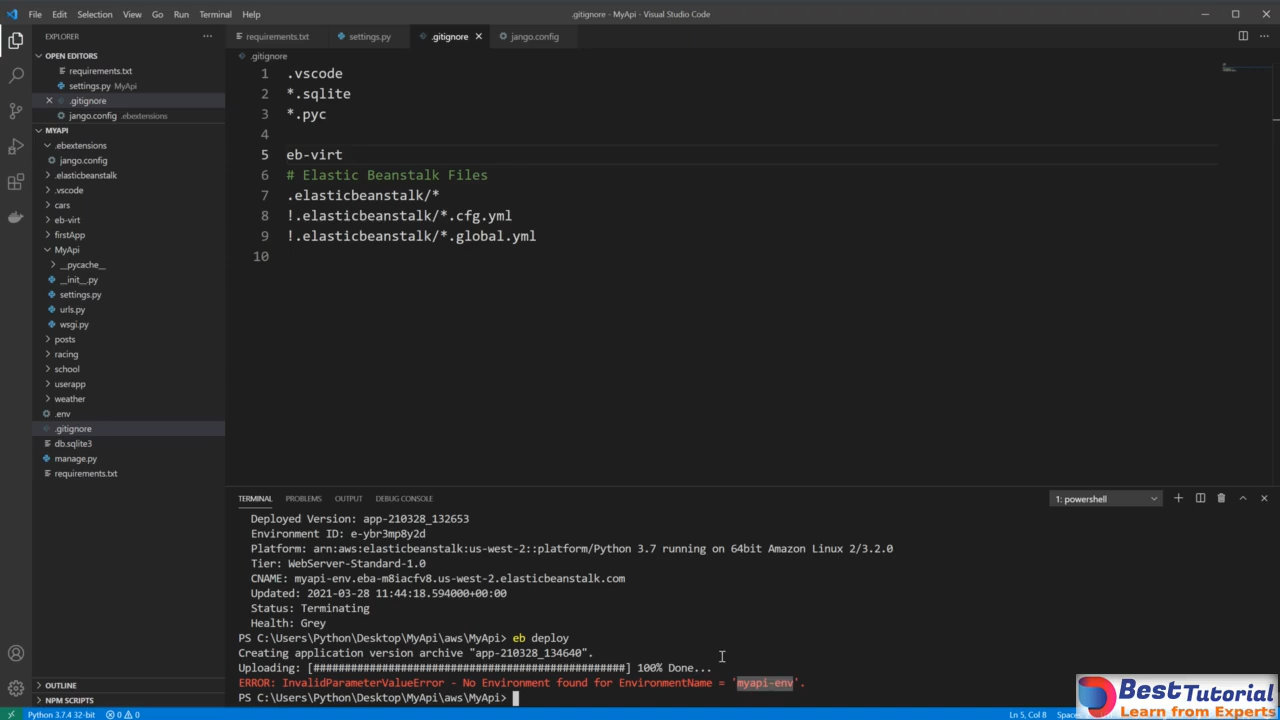 File Edit Selection View Go Run Terminal Help
.gitignore - MyApi - Visual Studio Code
EXPLORER
OPEN EDITORS
requirements.txt
settings.py MyApi
.gitignore
jango.config .ebextensions
MYAPI
.ebextensions
jango.config
.elasticbeanstalk
.vscode
cars
eb-virt
firstApp
MyApi
__pycache__
__init__.py
settings.py
urls.py
wsgi.py
posts
racing
school
userapp
weather
.env
.gitignore
db.sqlite3
manage.py
requirements.txt
OUTLINE
NPM SCRIPTS
requirements.txt settings.py .gitignore jango.config
.gitignore
1 .vscode
2 *.sqlite
3 *.pyc
4
5 eb-virt
6 # Elastic Beanstalk Files
7 .elasticbeanstalk/*
8 !.elasticbeanstalk/*.cfg.yml
9 !.elasticbeanstalk/*.global.yml
10
TERMINAL PROBLEMS OUTPUT DEBUG CONSOLE 1: powershell
Deployed Version: app-210328_132653
Environment ID: e-ybr3mp8y2d
Platform: arn:aws:elasticbeanstalk:us-west-2::platform/Python 3.7 running on 64bit Amazon Linux 2/3.2.0
Tier: WebServer-Standard-1.0
CNAME: myapi-env.eba-m8iacfv8.us-west-2.elasticbeanstalk.com
Updated: 2021-03-28 11:44:18.594000+00:00
Status: Terminating
Health: Grey
PS C:\Users\Python\Desktop\MyApi\aws\MyApi> eb deploy
Creating application version archive "app-210328_134640".
Uploading: [##################################################] 100% Done...
ERROR: InvalidParameterValueError - No Environment found for EnvironmentName = 'myapi-env'.
PS C:\Users\Python\Desktop\MyApi\aws\MyApi>
Python 3.7.4 32-bit 0 0
Ln 5, Col 8
BestTutorial
Learn from Experts